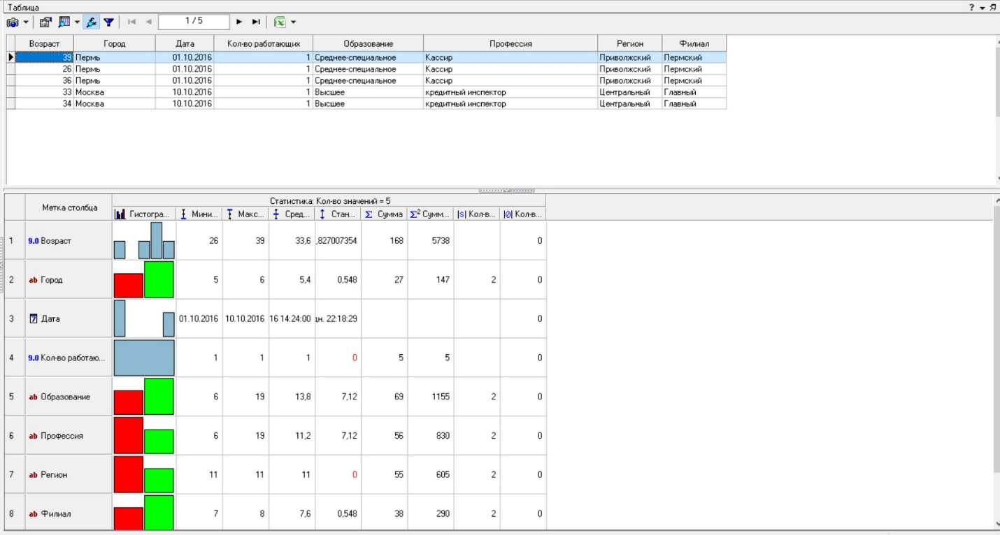 Таблица
1 / 5
Возраст Город Дата Кол-во работающих Образование Профессия Регион Филиал
39 Пермь 01.10.2016 1 Среднее-специальное Кассир Приволжский Пермский
26 Пермь 01.10.2016 1 Среднее-специальное Кассир Приволжский Пермский
36 Пермь 01.10.2016 1 Среднее-специальное Кассир Приволжский Пермский
33 Москва 10.10.2016 1 Высшее кредитный инспектор Центральный Главный
34 Москва 10.10.2016 1 Высшее кредитный инспектор Центральный Главный
Метка столбца Статистика: Кол-во значений = 5
Гистогра... Мини... Макс... Сред... Стан... Σ Сумма Σ² Сумм... |s| Кол-в... |∅| Кол-в...
1 9.0 Возраст 26 39 33,6 ,827007354 168 5738 0
2 ab Город 5 6 5,4 0,548 27 147 2 0
3 7 Дата 01.10.2016 10.10.2016 16 14:24:00 дн. 22:18:29 0
4 9.0 Кол-во работаю... 1 1 1 0 5 5 0
5 ab Образование 6 19 13,8 7,12 69 1155 2 0
6 ab Профессия 6 19 11,2 7,12 56 830 2 0
7 ab Регион 11 11 11 0 55 605 2 0
8 ab Филиал 7 8 7,6 0,548 38 290 2 0